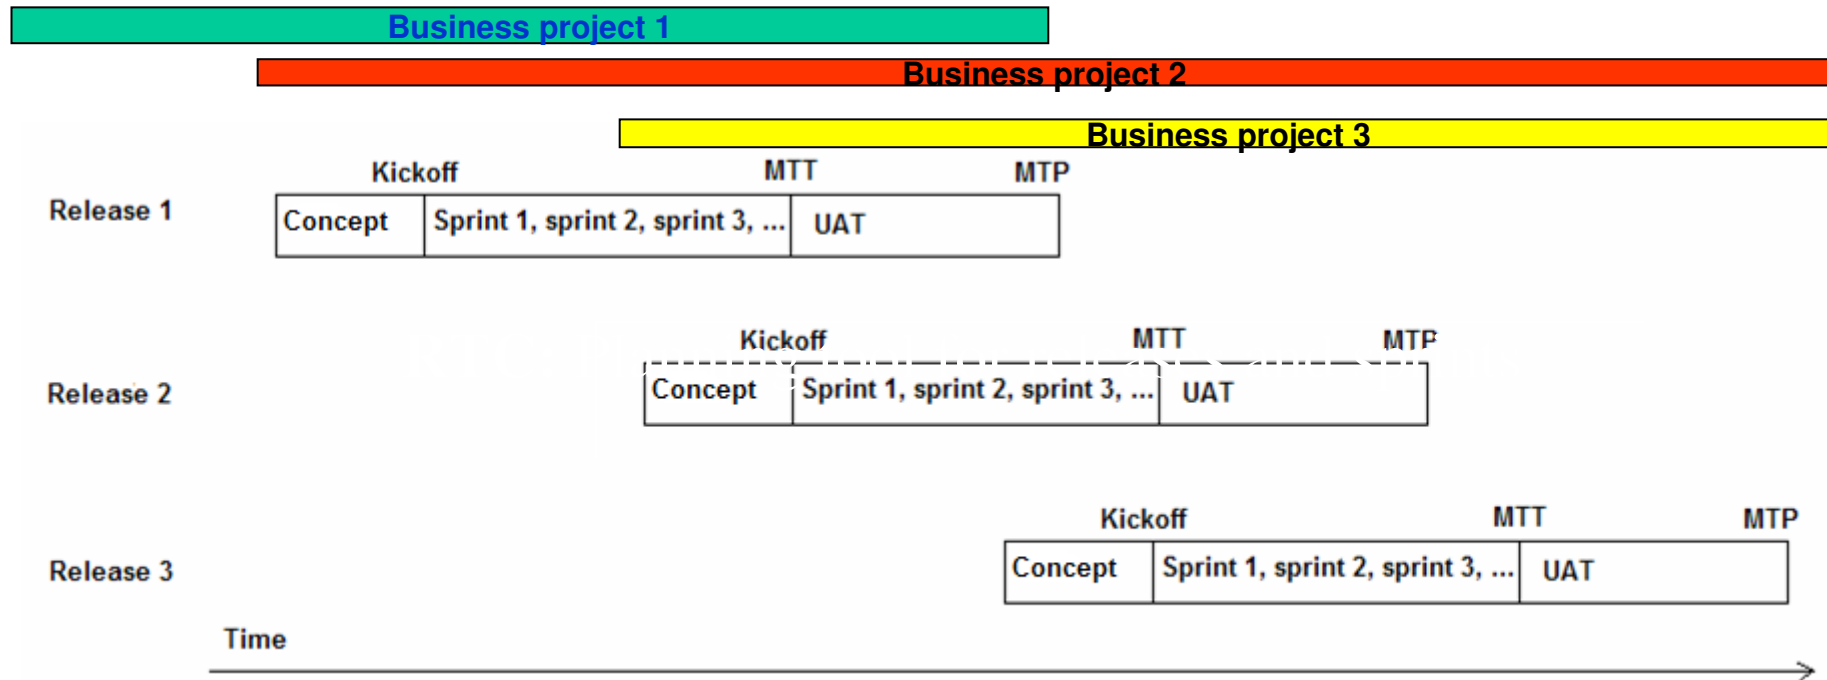 Business project 1
Business project 2
Business project 3
Kickoff MTT MTP
Release 1 Concept Sprint 1, sprint 2, sprint 3, ... UAT
Kickoff MTT MTP
Release 2 Concept Sprint 1, sprint 2, sprint 3, ... UAT
Kickoff MTT MTP
Release 3 Concept Sprint 1, sprint 2, sprint 3, ... UAT
Time